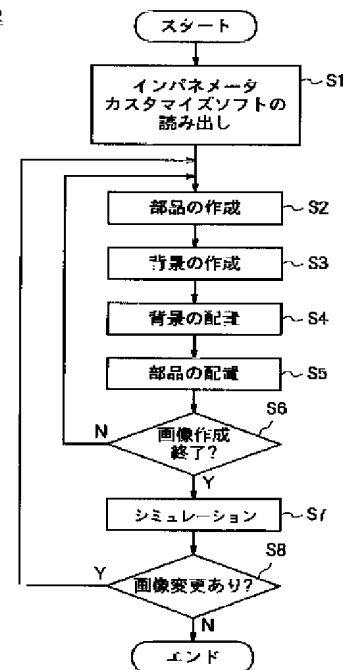 スタート
インパネメータ
カスタマイズソフトの
読み出し
S1
部品の作成
S2
背景の作成
S3
背景の配置
S4
部品の配置
S5
画像作成
終了?
S6
N
Y
シミュレーション
S7
画像変更あり?
S8
Y
N
エンド